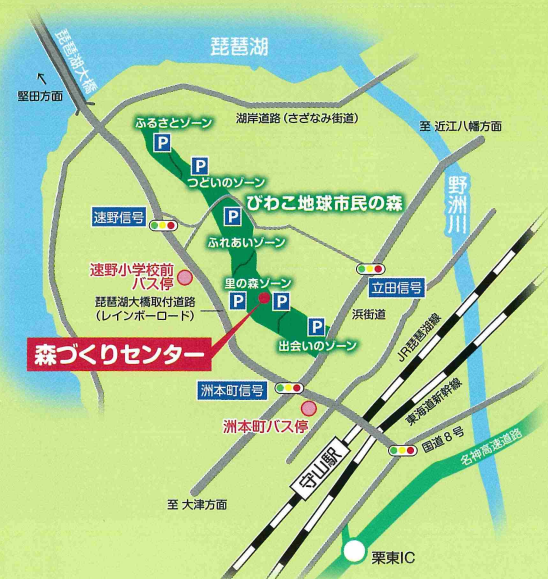 琵琶湖
琵琶湖大橋
堅田方面
湖岸道路(さざなみ街道)
至 近江八幡方面
ふるさとゾーン
P
P
つどいのゾーン
野洲川
びわこ地球市民の森
速野信号
P
ふれあいゾーン
速野小学校前
バス停
里の森ゾーン
立田信号
琵琶湖大橋取付道路
(レインボーロード)
P
P
浜街道
P
森づくりセンター
出会いのゾーン
JR琵琶湖線
洲本町信号
東海道新幹線
洲本町バス停
国道8号
名神高速道路
守山駅
至 大津方面
栗東IC